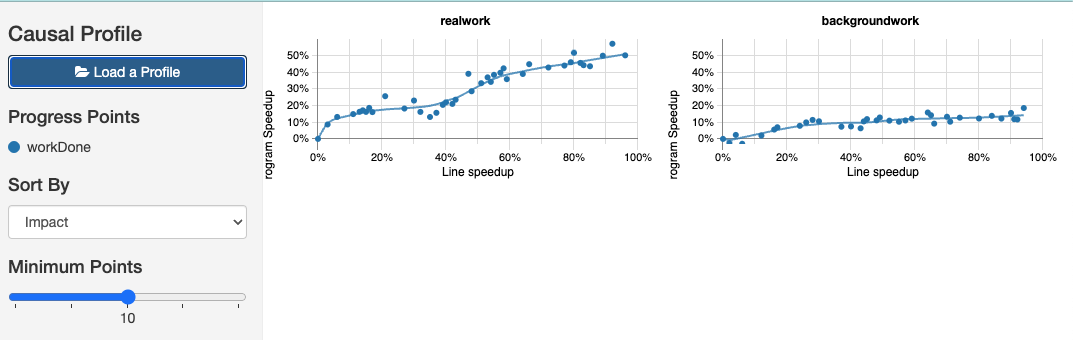 Causal Profile
Load a Profile
Progress Points
workDone
Sort By
Impact
Minimum Points
10
realwork
50%
40%
30%
20%
10%
0%
0% 20% 40% 60% 80% 100%
Line speedup
rogram Speedup
backgroundwork
50%
40%
30%
20%
10%
0%
0% 20% 40% 60% 80% 100%
Line speedup
rogram Speedup